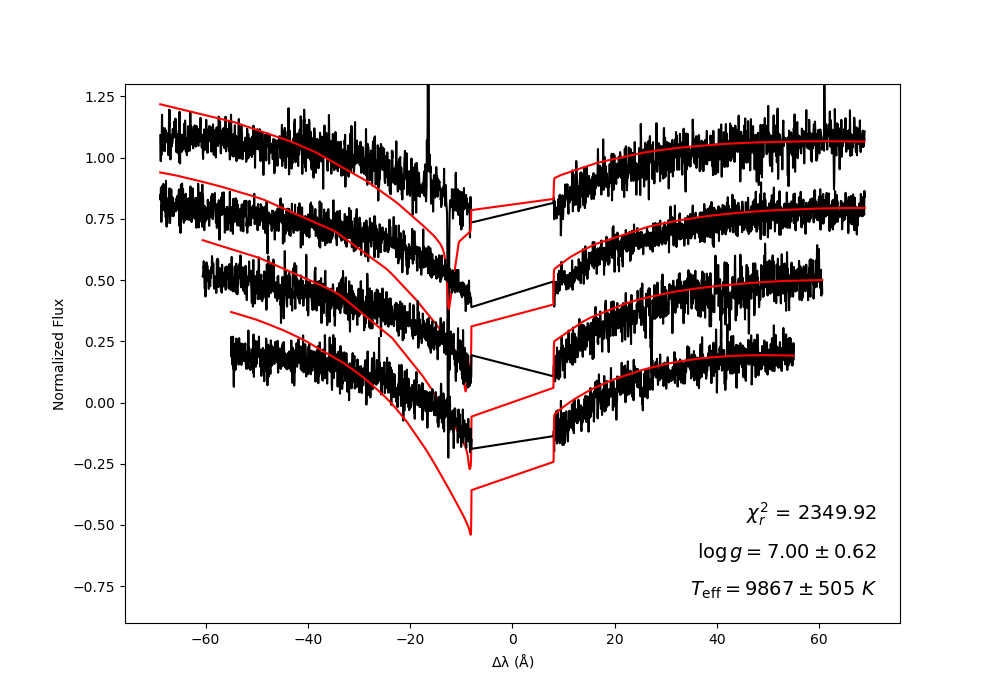 1.25
1.00
0.75
0.50
0.25
0.00
−0.25
−0.50
−0.75
Normalized Flux
χ²ᵣ = 2349.92
log g = 7.00 ± 0.62
T_eff = 9867 ± 505 K
−60 −40 −20 0 20 40 60
Δλ (Å)